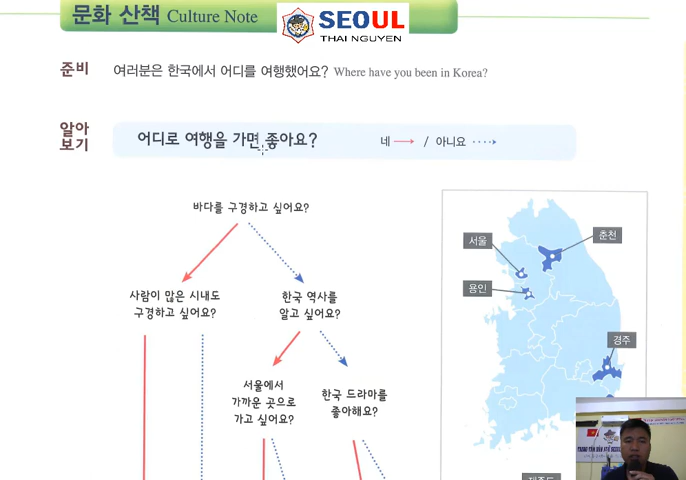 문화 산책 Culture Note
SEOUL
THAI NGUYEN
준비 여러분은 한국에서 어디를 여행했어요? Where have you been in Korea?
알아
보기
어디로 여행을 가면 좋아요? 네 / 아니요
바다를 구경하고 싶어요?
사람이 많은 시내도
구경하고 싶어요?
한국 역사를
알고 싶어요?
서울에서
가까운 곳으로
가고 싶어요?
한국 드라마를
좋아해요?
서울
춘천
용인
경주